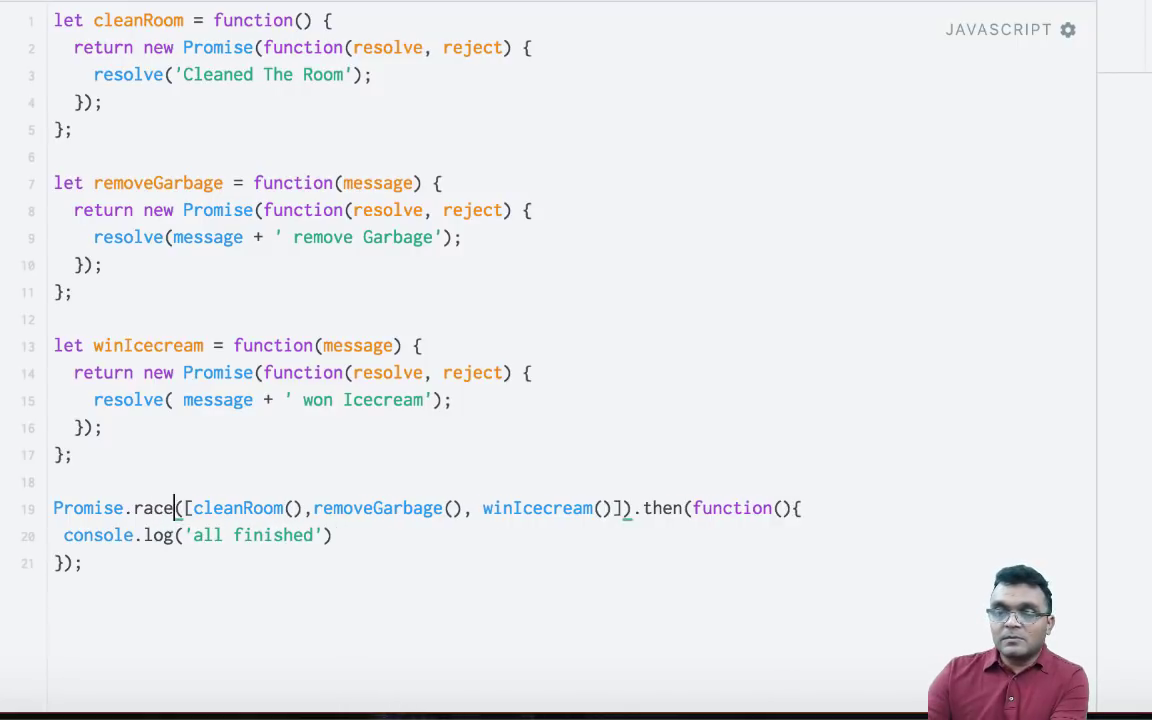 JAVASCRIPT
1 let cleanRoom = function() {
2 return new Promise(function(resolve, reject) {
3 resolve('Cleaned The Room');
4 });
5 };
6
7 let removeGarbage = function(message) {
8 return new Promise(function(resolve, reject) {
9 resolve(message + ' remove Garbage');
10 });
11 };
12
13 let winIcecream = function(message) {
14 return new Promise(function(resolve, reject) {
15 resolve( message + ' won Icecream');
16 });
17 };
18
19 Promise.race([cleanRoom(),removeGarbage(), winIcecream()]).then(function(){
20 console.log('all finished')
21 });